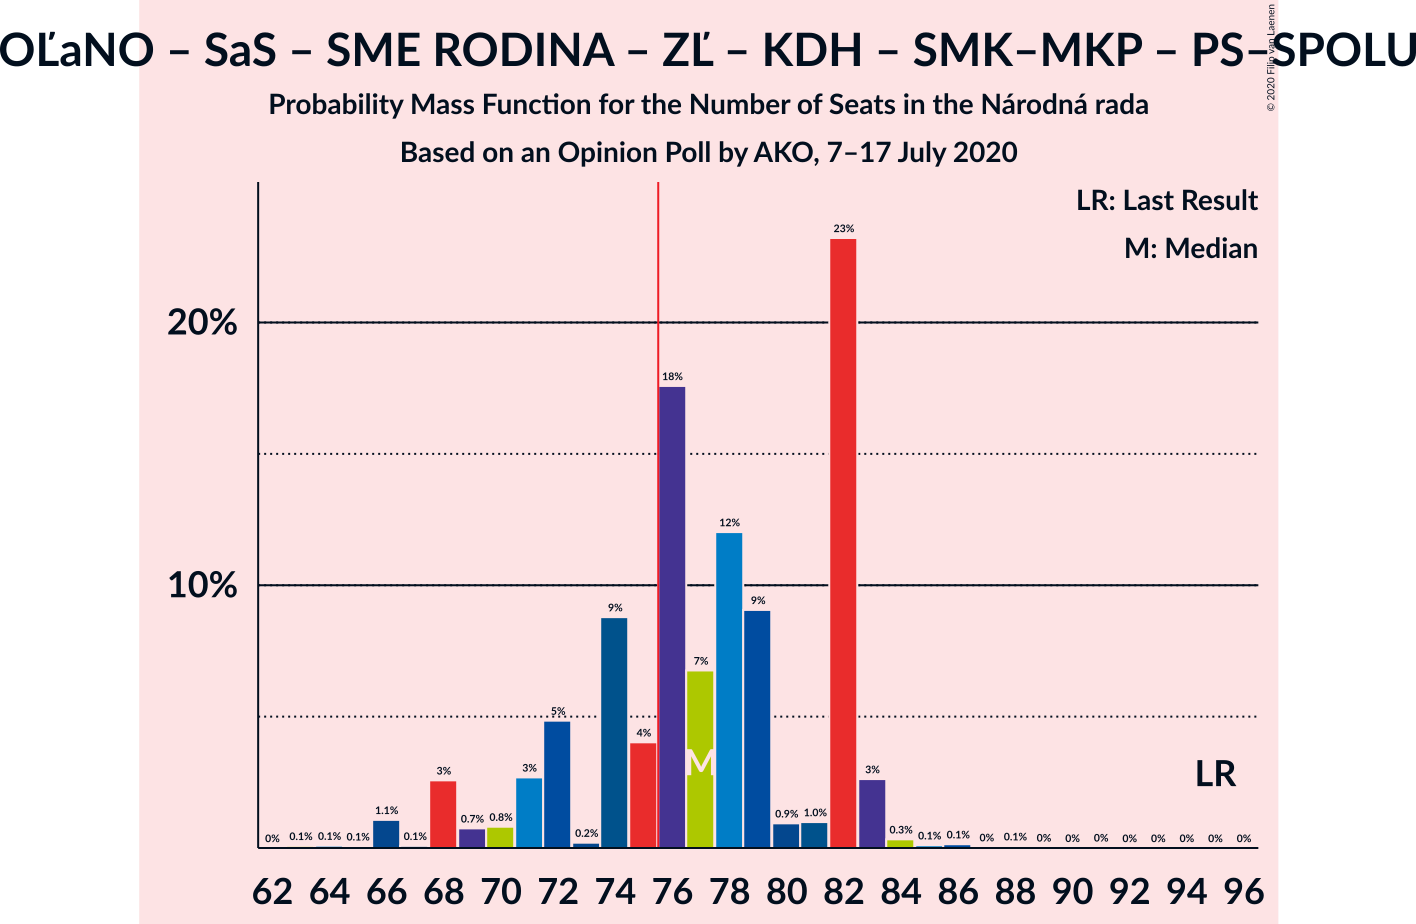 OĽaNO – SaS – SME RODINA – ZĽ – KDH – SMK–MKP – PS–SPOLU
© 2020 Filip van Laenen
Probability Mass Function for the Number of Seats in the Národná rada
Based on an Opinion Poll by AKO, 7–17 July 2020
LR: Last Result
M: Median
23%
20%
18%
12%
10%
9%
9%
7%
5%
4%
M
3%
3%
3%
LR
1.1%
0.9%
1.0%
0.7%
0.8%
0.3%
0% 0.1% 0.1% 0.1% 0.1% 0.2% 0.1% 0.1% 0% 0.1% 0% 0% 0% 0% 0% 0% 0% 0%
62 64 66 68 70 72 74 76 78 80 82 84 86 88 90 92 94 96